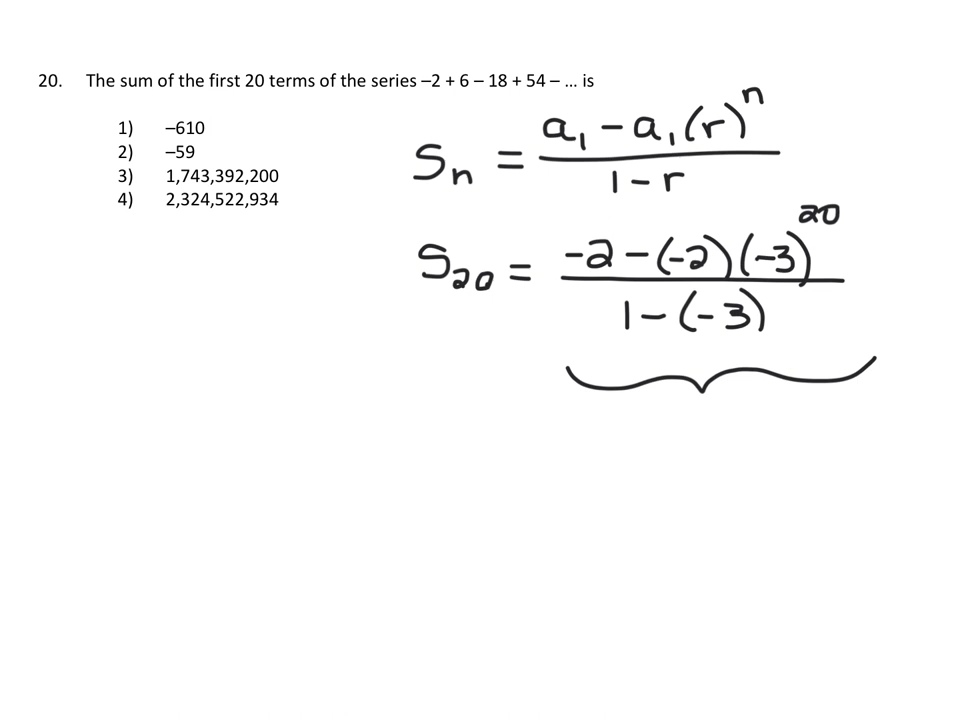 20. The sum of the first 20 terms of the series –2 + 6 – 18 + 54 – ... is
1) –610
2) –59
3) 1,743,392,200
4) 2,324,522,934
Sₙ = (a₁ – a₁(r)ⁿ) / (1 – r)
S₂₀ = (-2 – (-2)(-3)²⁰) / (1 – (-3))